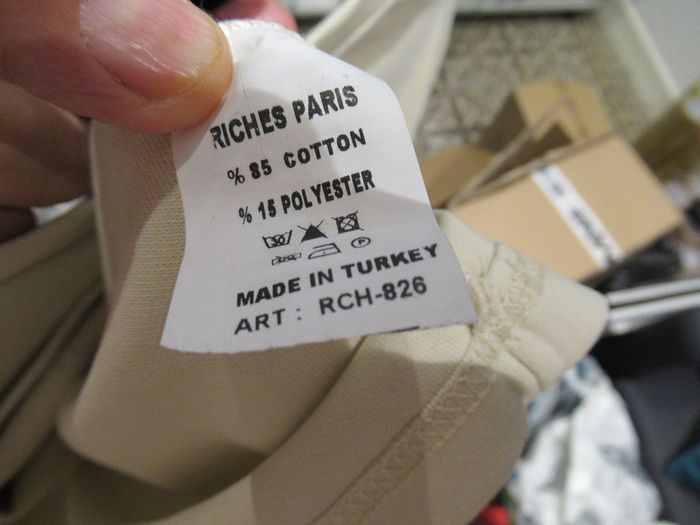 RICHES PARIS
% 85 COTTON
% 15 POLYESTER
MADE IN TURKEY
ART : RCH-826